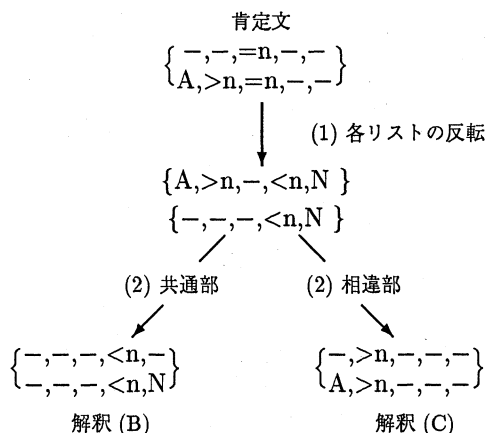 肯定文
{ −,−,=n,−,−
A,>n,=n,−,− }
(1) 各リストの反転
{A,>n,−,<n,N }
{−,−,−,<n,N }
(2) 共通部 (2) 相違部
{ −,−,−,<n,−
−,−,−,<n,N }
{ −,>n,−,−,−
A,>n,−,−,− }
解釈 (B) 解釈 (C)